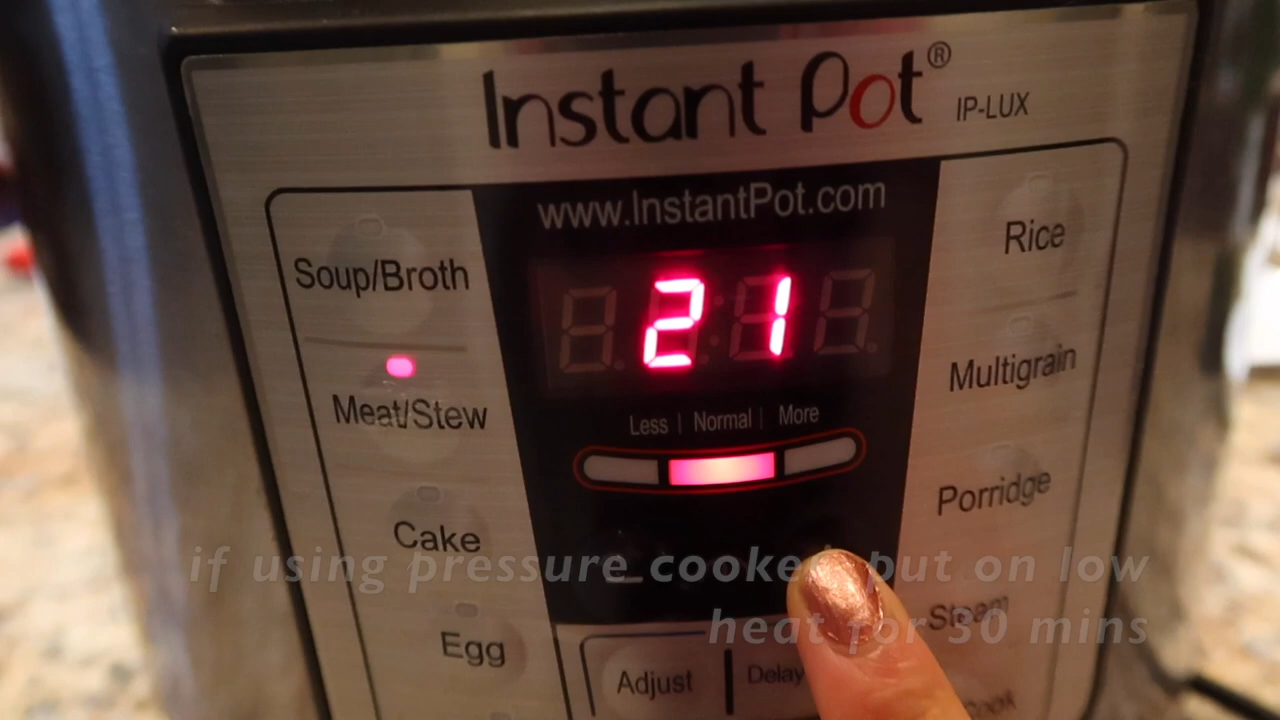 Instant Pot®
IP-LUX
www.InstantPot.com
21
Less | Normal | More
Soup/Broth
Meat/Stew
Cake
Egg
Rice
Multigrain
Porridge
Steam
Adjust
Delay
if using pressure cooker, put on low
heat for 30 mins